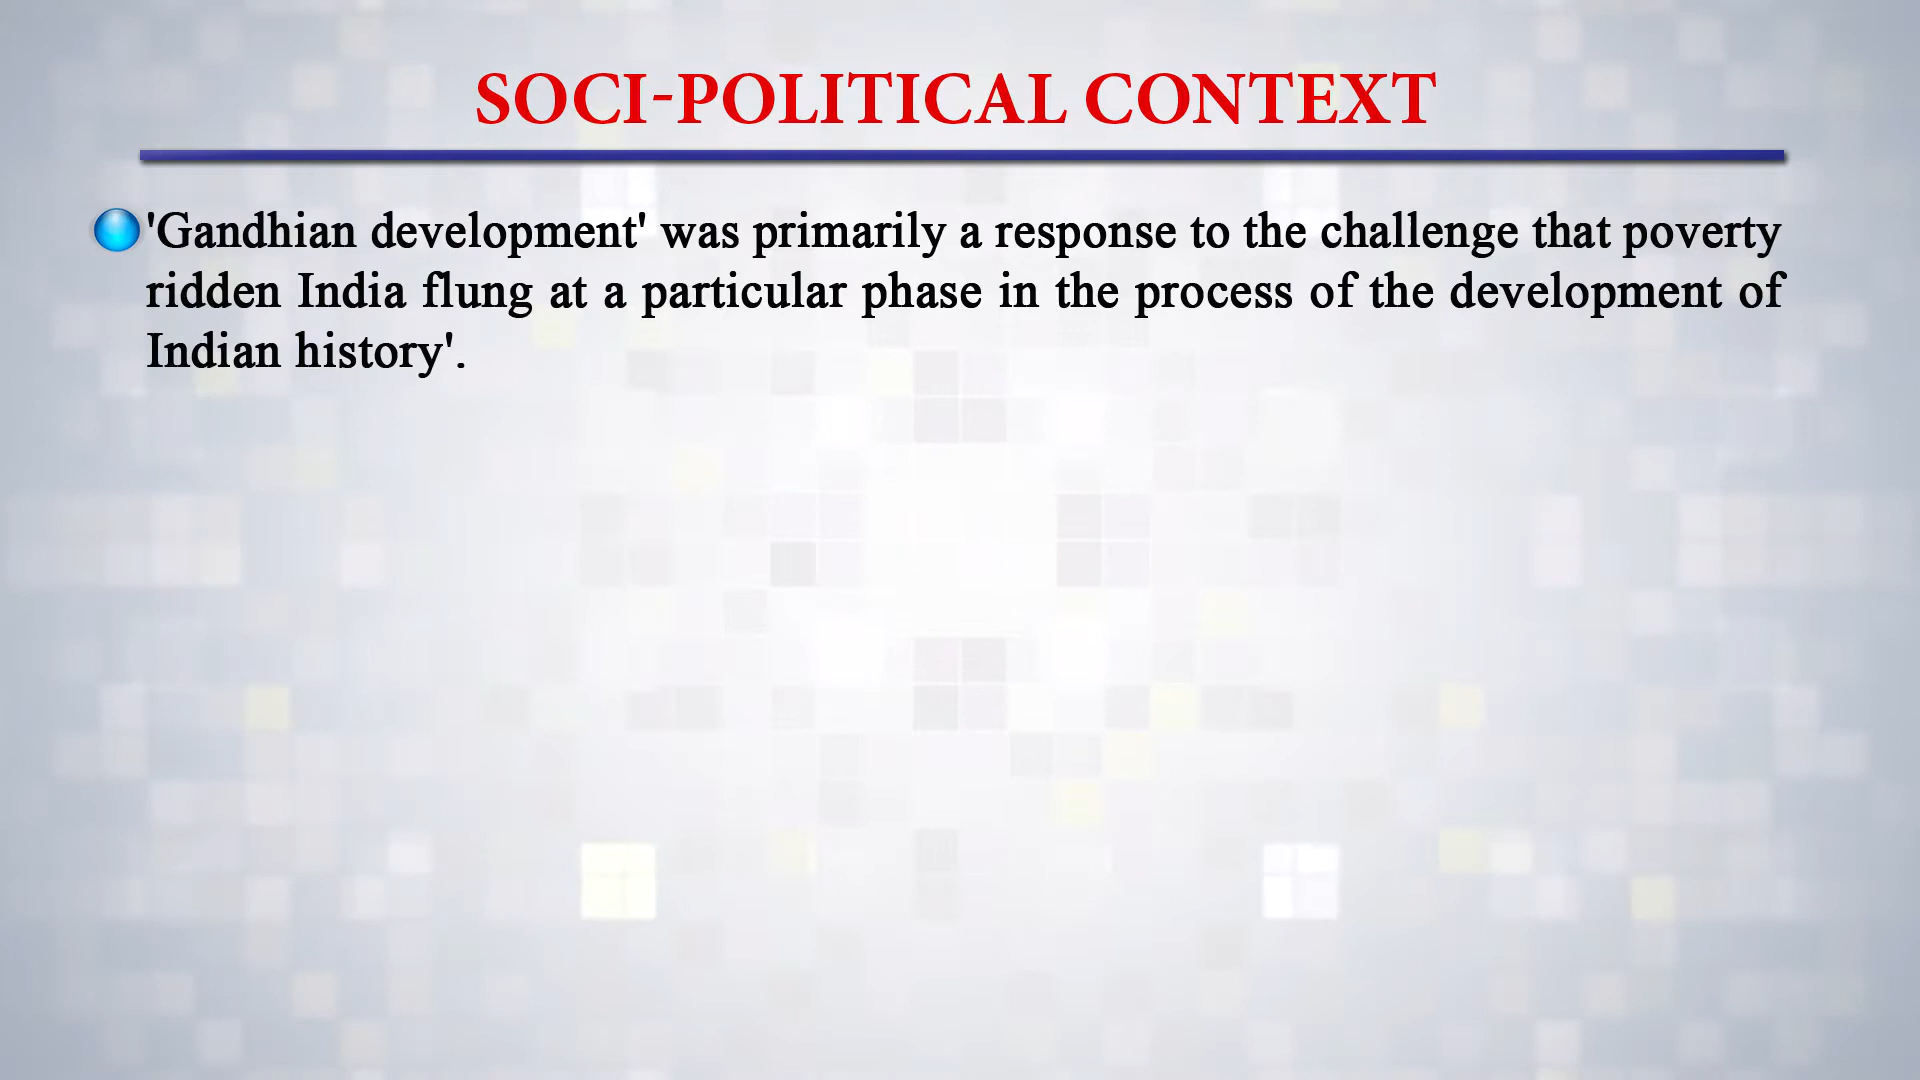 SOCI-POLITICAL CONTEXT
'Gandhian development' was primarily a response to the challenge that poverty
ridden India flung at a particular phase in the process of the development of
Indian history'.